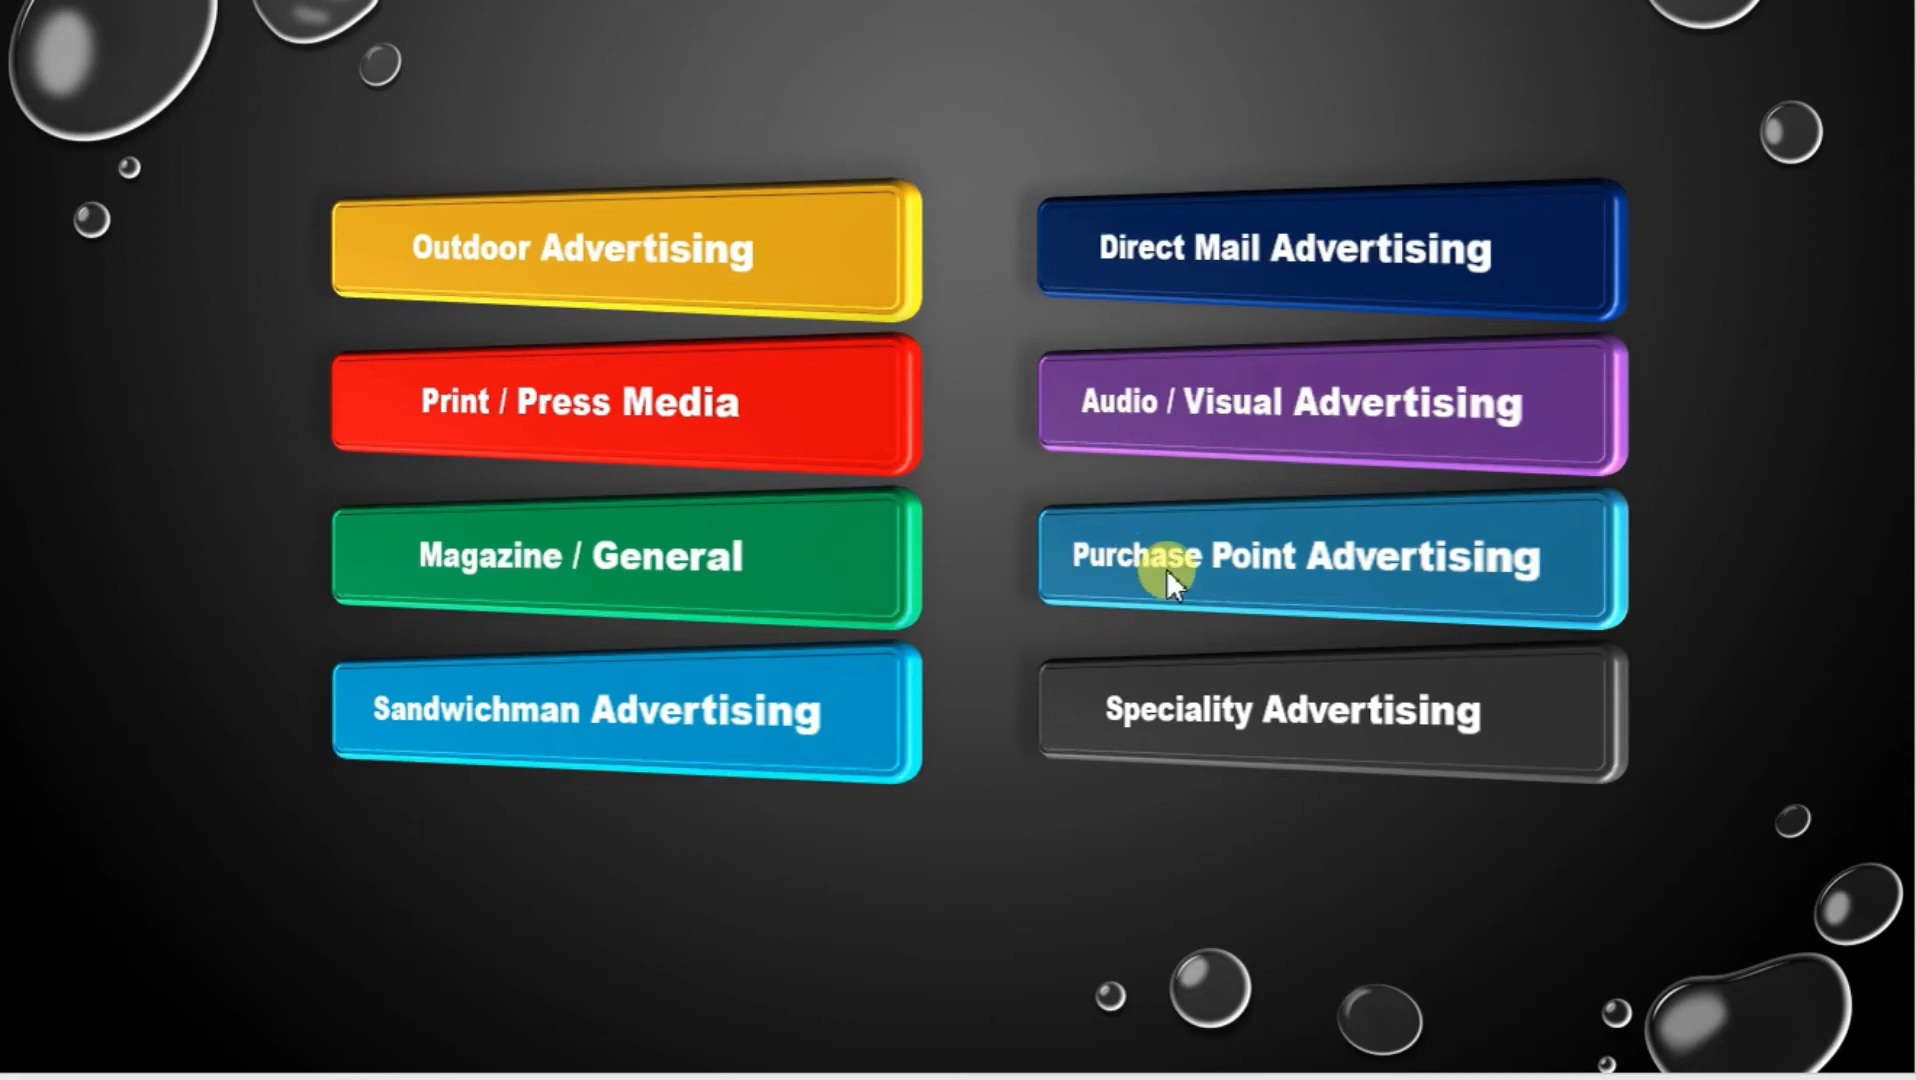 Outdoor Advertising
Print / Press Media
Magazine / General
Sandwichman Advertising
Direct Mail Advertising
Audio / Visual Advertising
Purchase Point Advertising
Speciality Advertising